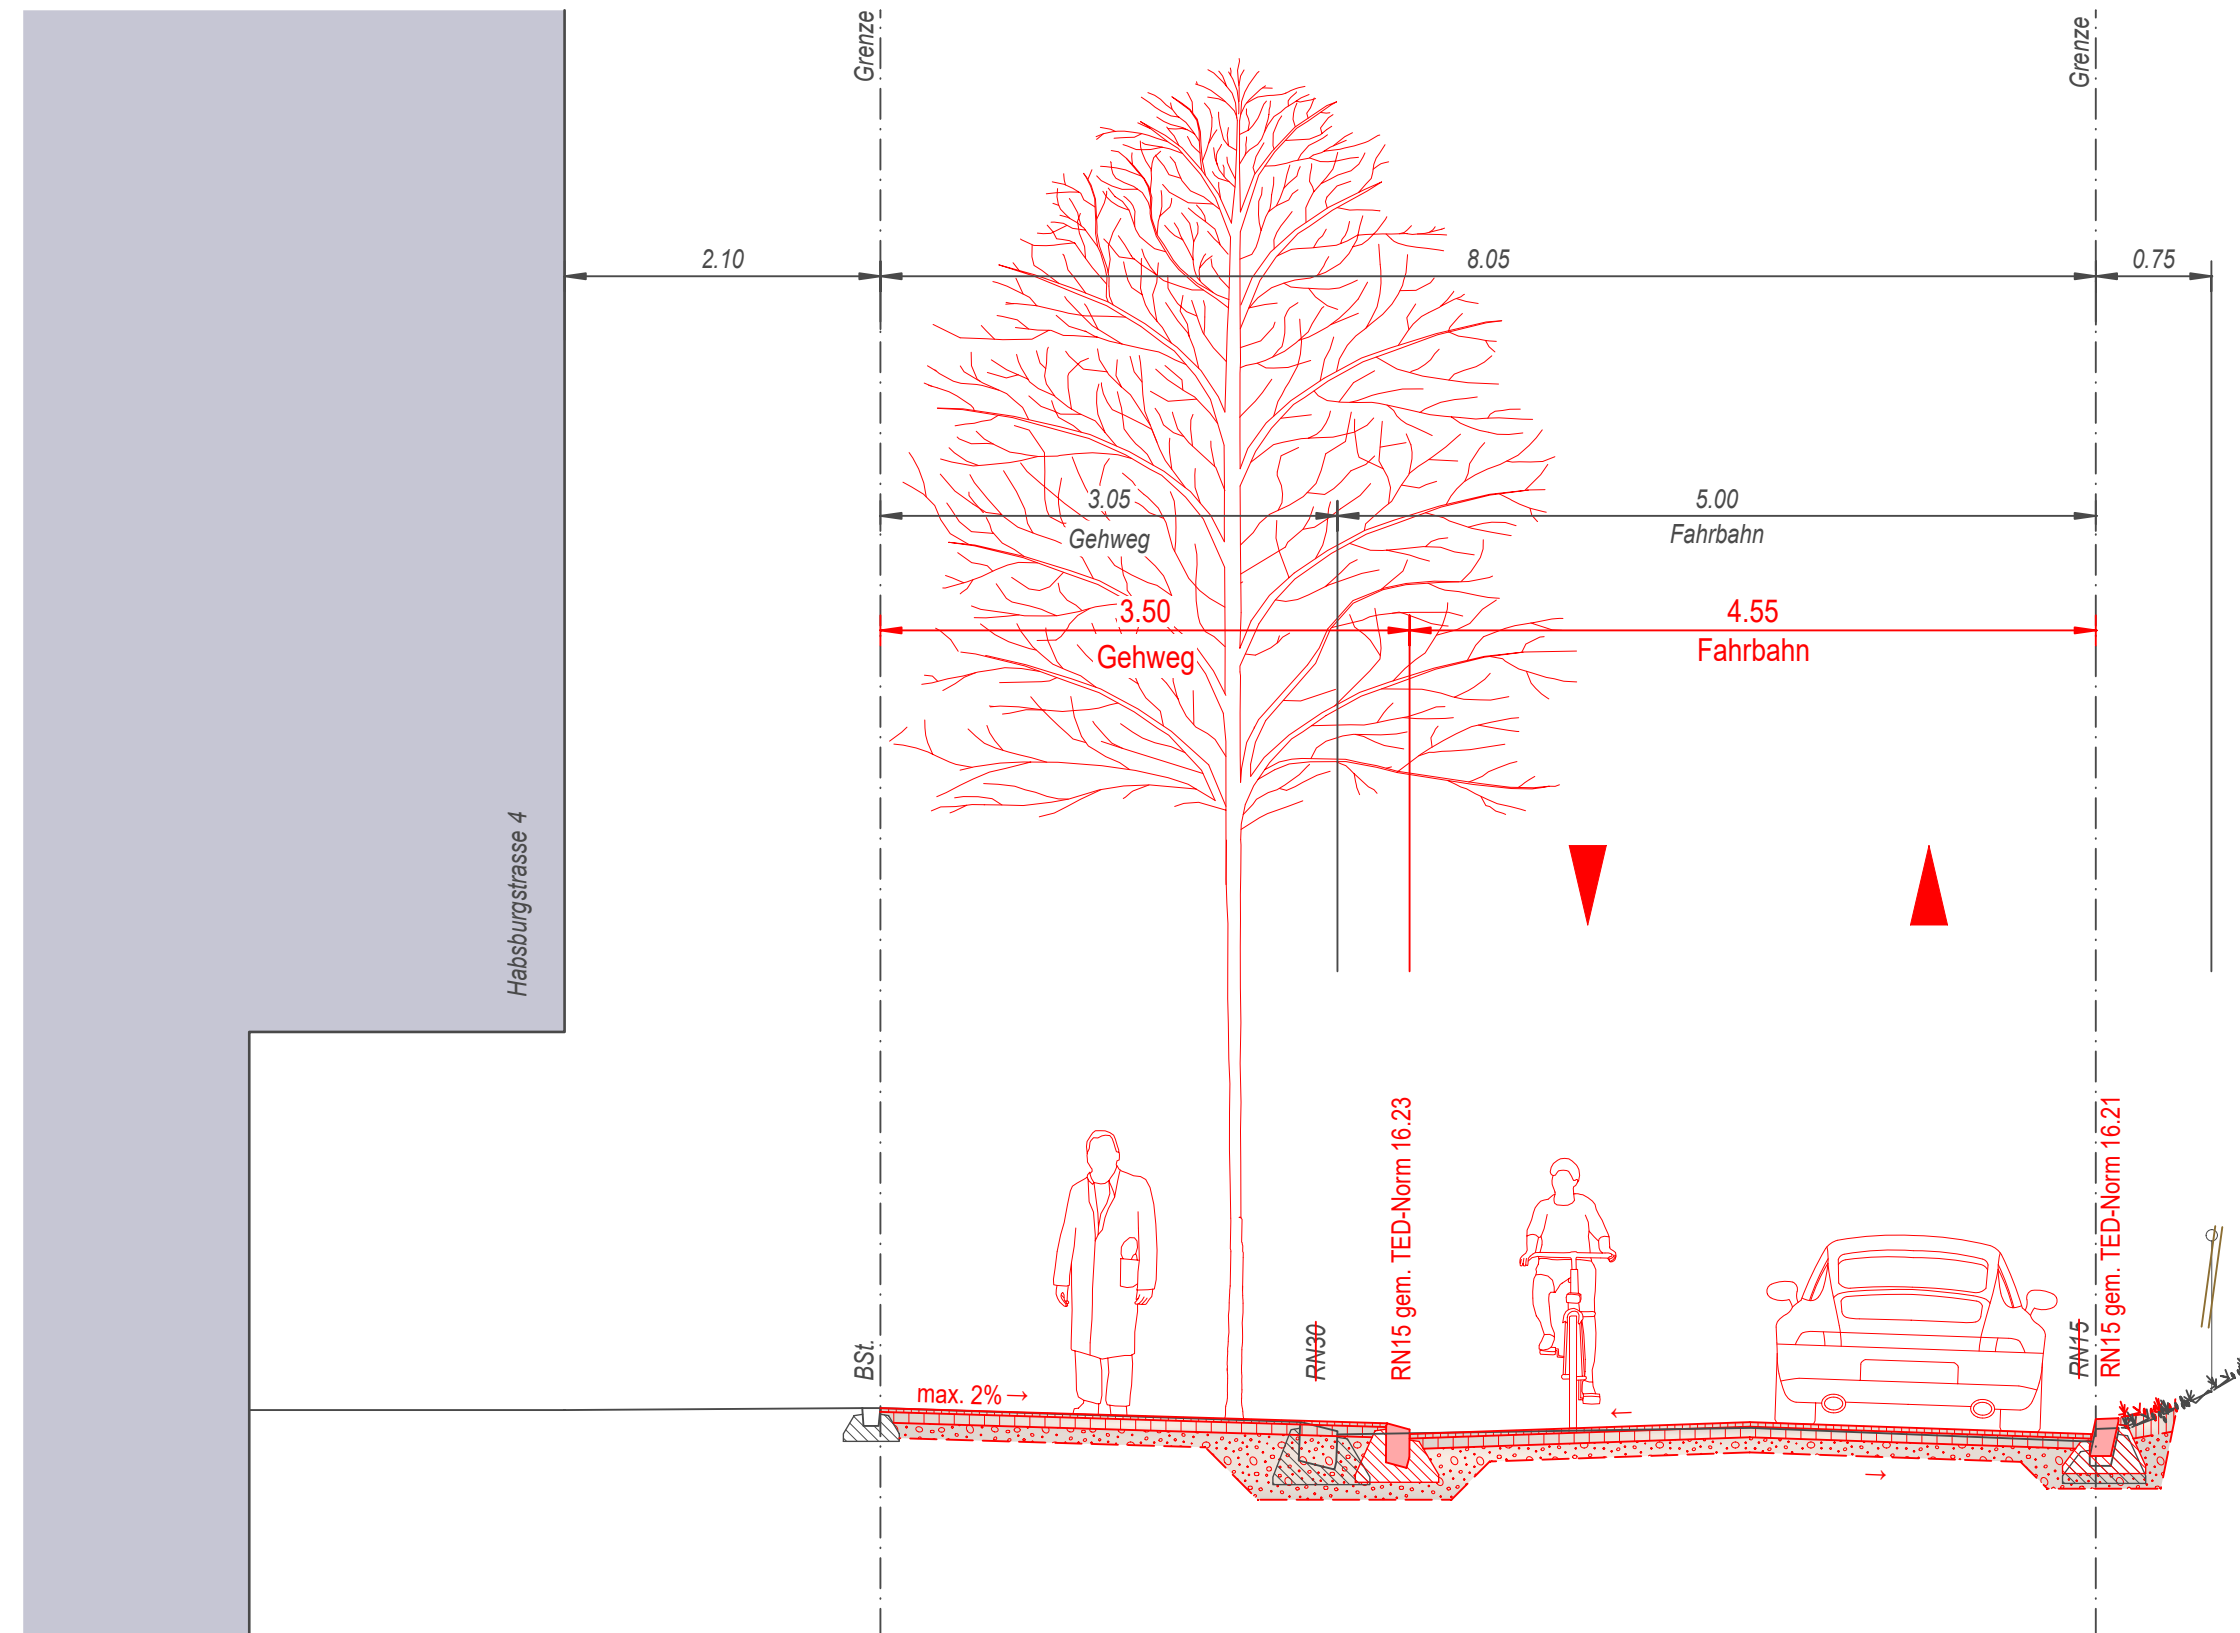 Grenze
Grenze
2.10
8.05
0.75
3.05
5.00
Gehweg
Fahrbahn
3.50
4.55
Gehweg
Fahrbahn
Habsburgstrasse 4
RN15 gem. TED-Norm 16.23
RN15 gem. TED-Norm 16.21
BSt.
RN30
RN15
max. 2% →
←
→